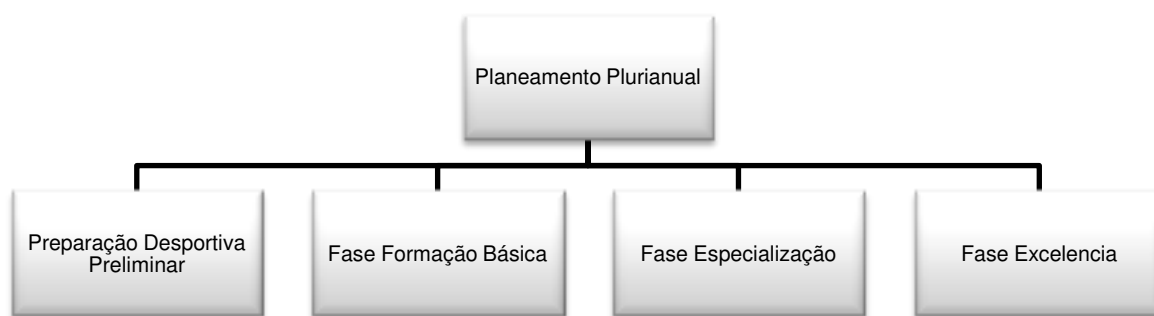 Planeamento Plurianual
Preparação Desportiva
Preliminar
Fase Formação Básica
Fase Especialização
Fase Excelencia